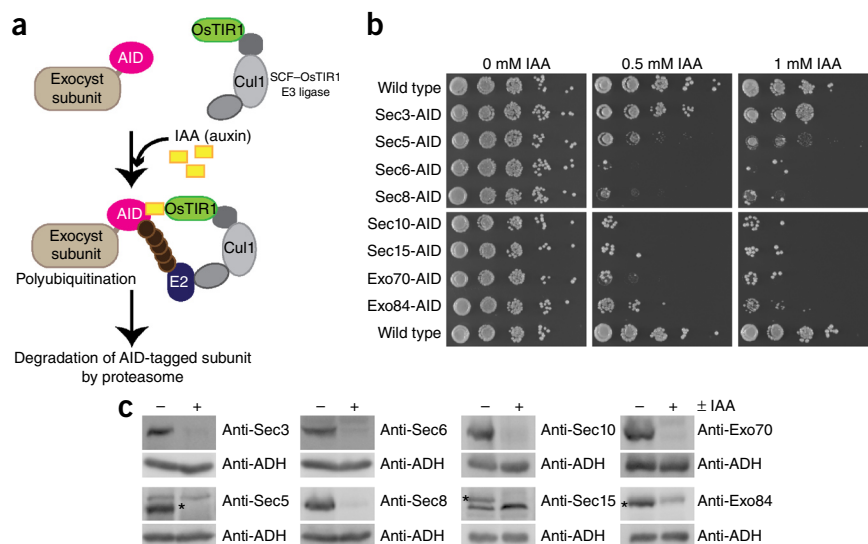 a
OsTIR1
AID
Exocyst
subunit
Cul1
SCF–OsTIR1
E3 ligase
IAA (auxin)
AID
OsTIR1
Exocyst
subunit
Cul1
Polyubiquitination
E2
Degradation of AID-tagged subunit
by proteasome
b
0 mM IAA 0.5 mM IAA 1 mM IAA
Wild type
Sec3-AID
Sec5-AID
Sec6-AID
Sec8-AID
Sec10-AID
Sec15-AID
Exo70-AID
Exo84-AID
Wild type
c
– + – + – + – + ± IAA
Anti-Sec3 Anti-Sec6 Anti-Sec10 Anti-Exo70
Anti-ADH Anti-ADH Anti-ADH Anti-ADH
* Anti-Sec5 Anti-Sec8 * Anti-Sec15 * Anti-Exo84
Anti-ADH Anti-ADH Anti-ADH Anti-ADH